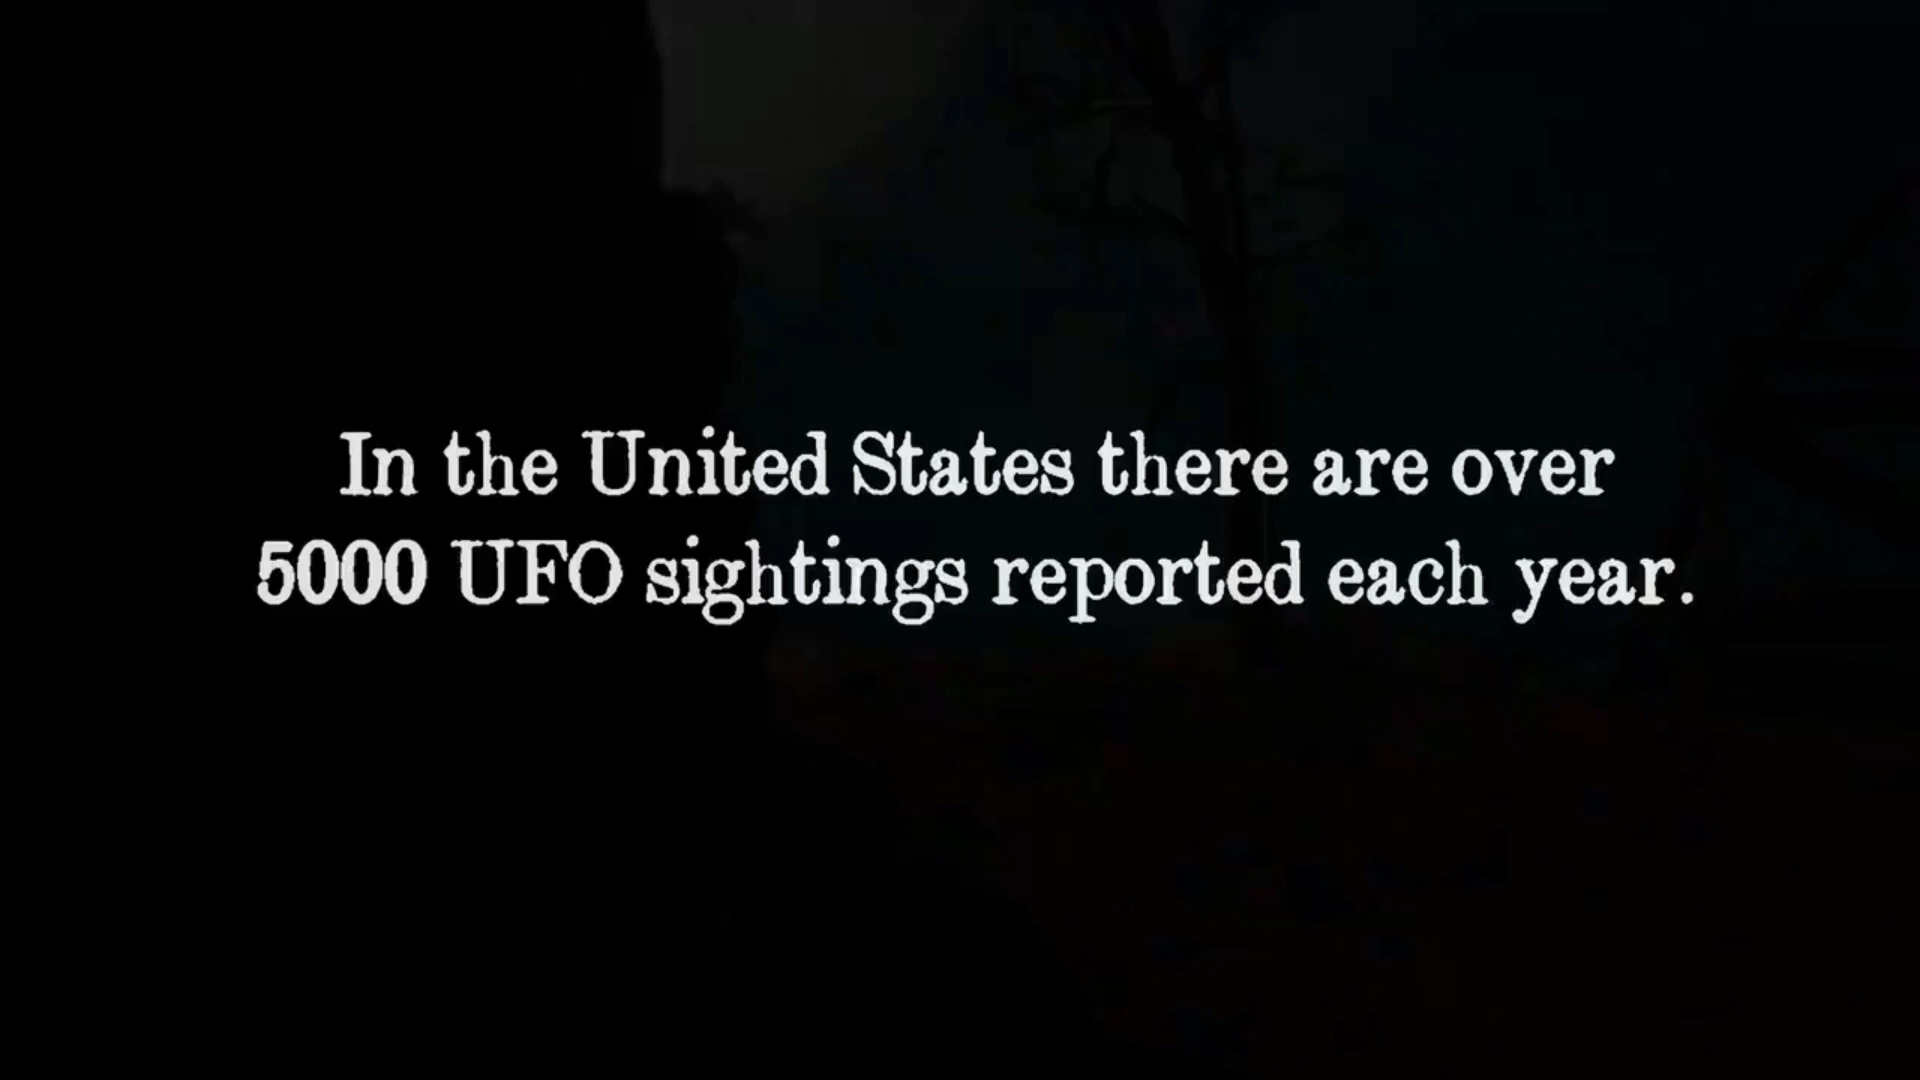 In the United States there are over
5000 UFO sightings reported each year.